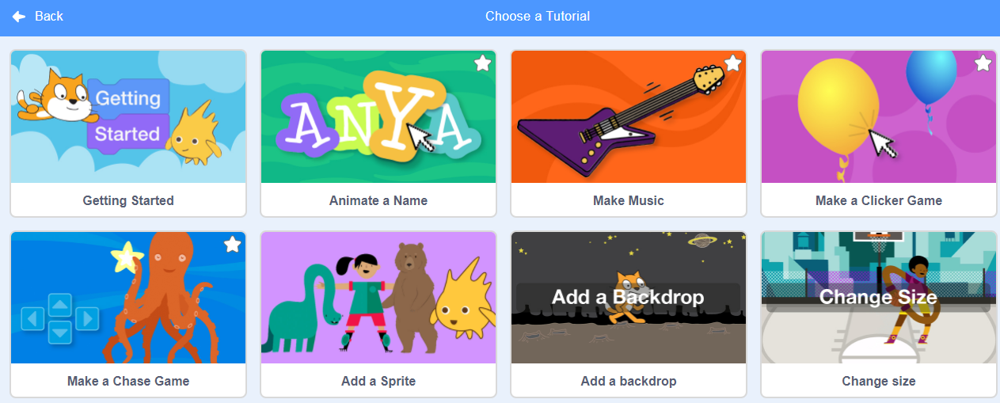 Back
Choose a Tutorial
Getting
Started
Getting Started
ANYA
Animate a Name
Make Music
Make a Clicker Game
Make a Chase Game
Add a Sprite
Add a Backdrop
Add a backdrop
Change Size
Change size